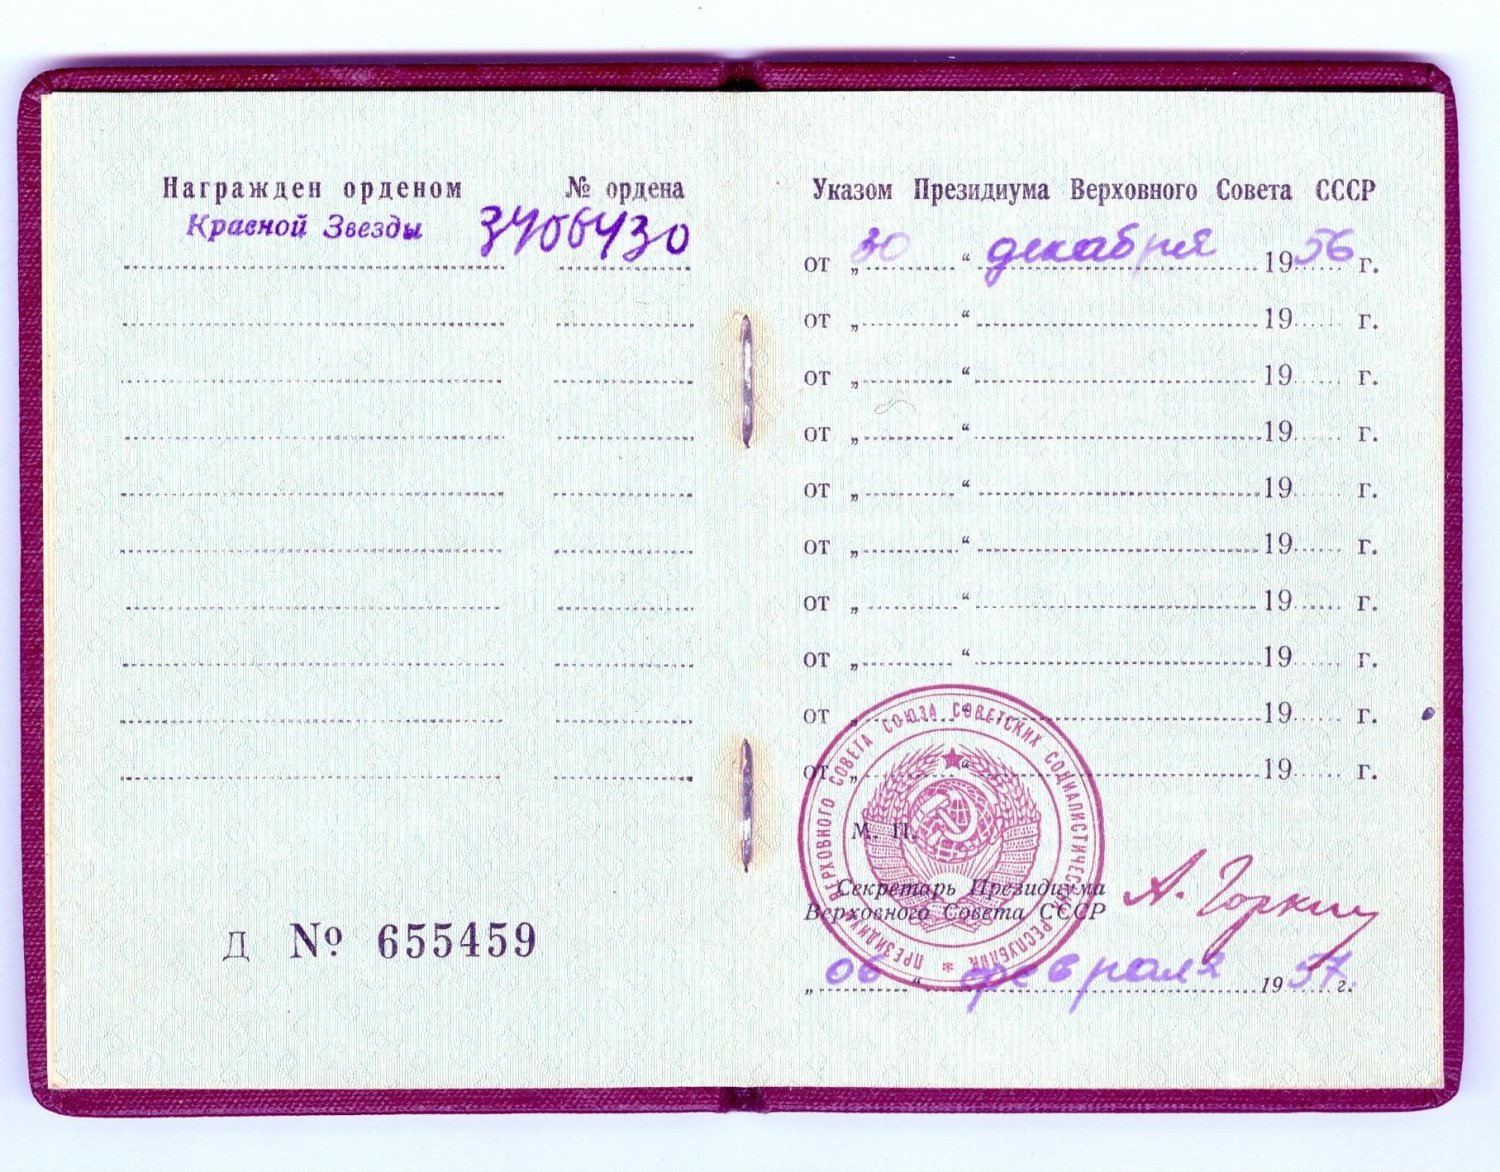 Награжден орденом № ордена
Красной Звезды 3406430
Д № 655459
Указом Президиума Верховного Совета СССР
от „30“ декабря 1956 г.
от „ “ 19 г.
от „ “ 19 г.
от „ “ 19 г.
от „ “ 19 г.
от „ “ 19 г.
от „ “ 19 г.
от „ “ 19 г.
от „ “ 19 г.
от „ “ 19 г.
ПРЕЗИДИУМ ВЕРХОВНОГО СОВЕТА СОЮЗА СОВЕТСКИХ СОЦИАЛИСТИЧЕСКИХ РЕСПУБЛИК *
М. П.
Секретарь Президиума
Верховного Совета СССР А. Горкин
„06“ февраля 1957 г.